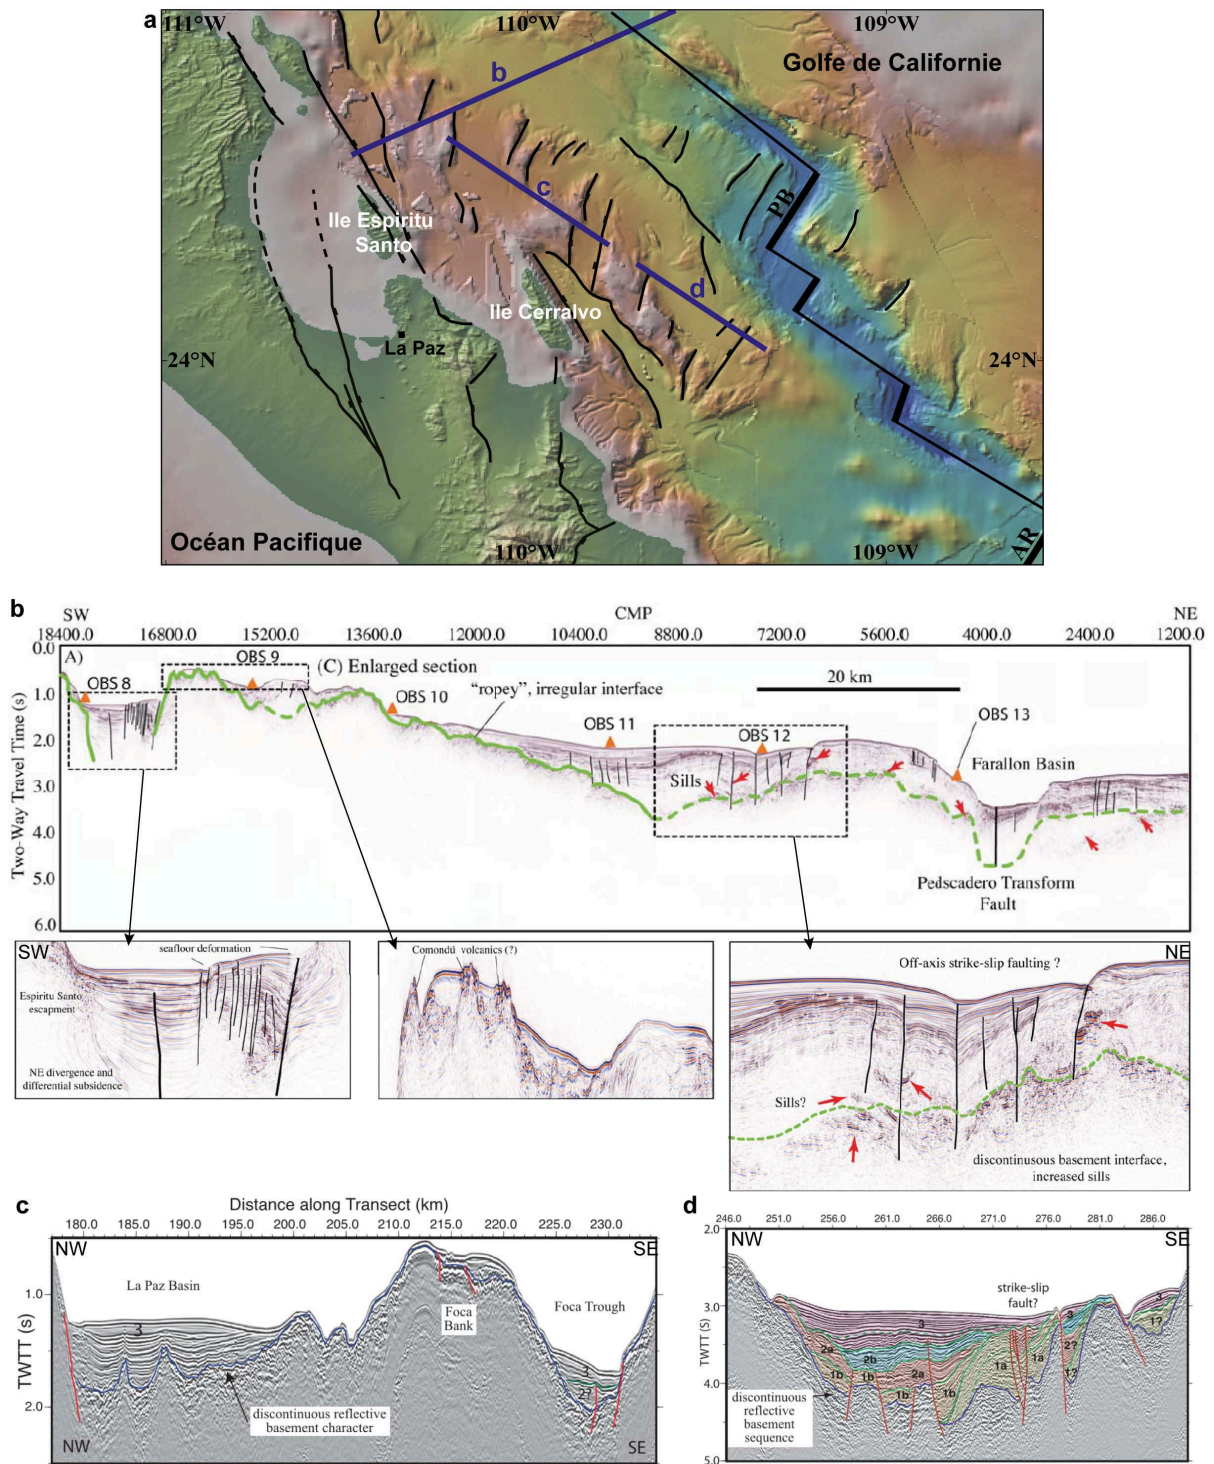 a
111°W
110°W
109°W
Golfe de Californie
b
c
PB
Ile Espiritu
Santo
d
Ile Cerralvo
La Paz
24°N
24°N
Océan Pacifique
110°W
109°W
AR
b
SW
CMP
NE
18400.0 16800.0 15200.0 13600.0 12000.0 10400.0 8800.0 7200.0 5600.0 4000.0 2400.0 1200.0
0.0
A)
OBS 9
(C) Enlarged section
20 km
OBS 8
"ropey", irregular interface
1.0
OBS 10
OBS 11
OBS 12
OBS 13
2.0
Farallon Basin
Sills
3.0
4.0
5.0
6.0
Two-Way Travel Time (s)
Pedscadero Transform
Fault
SW
seafloor deformation
Espiritu Santo
escapment
NE divergence and
differential subsidence
Comondú volcanics (?)
NE
Off-axis strike-slip faulting ?
Sills?
discontinusous basement interface,
increased sills
c
Distance along Transect (km)
180.0 185.0 190.0 195.0 200.0 205.0 210.0 215.0 220.0 225.0 230.0
NW
SE
La Paz Basin
1.0
Foca Trough
Foca
Bank
3
3
2?
TWTT (s)
2.0
discontinuous reflective
basement character
NW
SE
d
246.0 251.0 256.0 261.0 266.0 271.0 276.0 281.0 286.0
2.0
NW
SE
strike-slip
fault?
3.0
3
3
3
2a
2b
2a
1b
1b
1b
1b
1a
1a
2?
1?
1?
TWTT (S)
4.0
discontinuous
reflective
basement
sequence
5.0